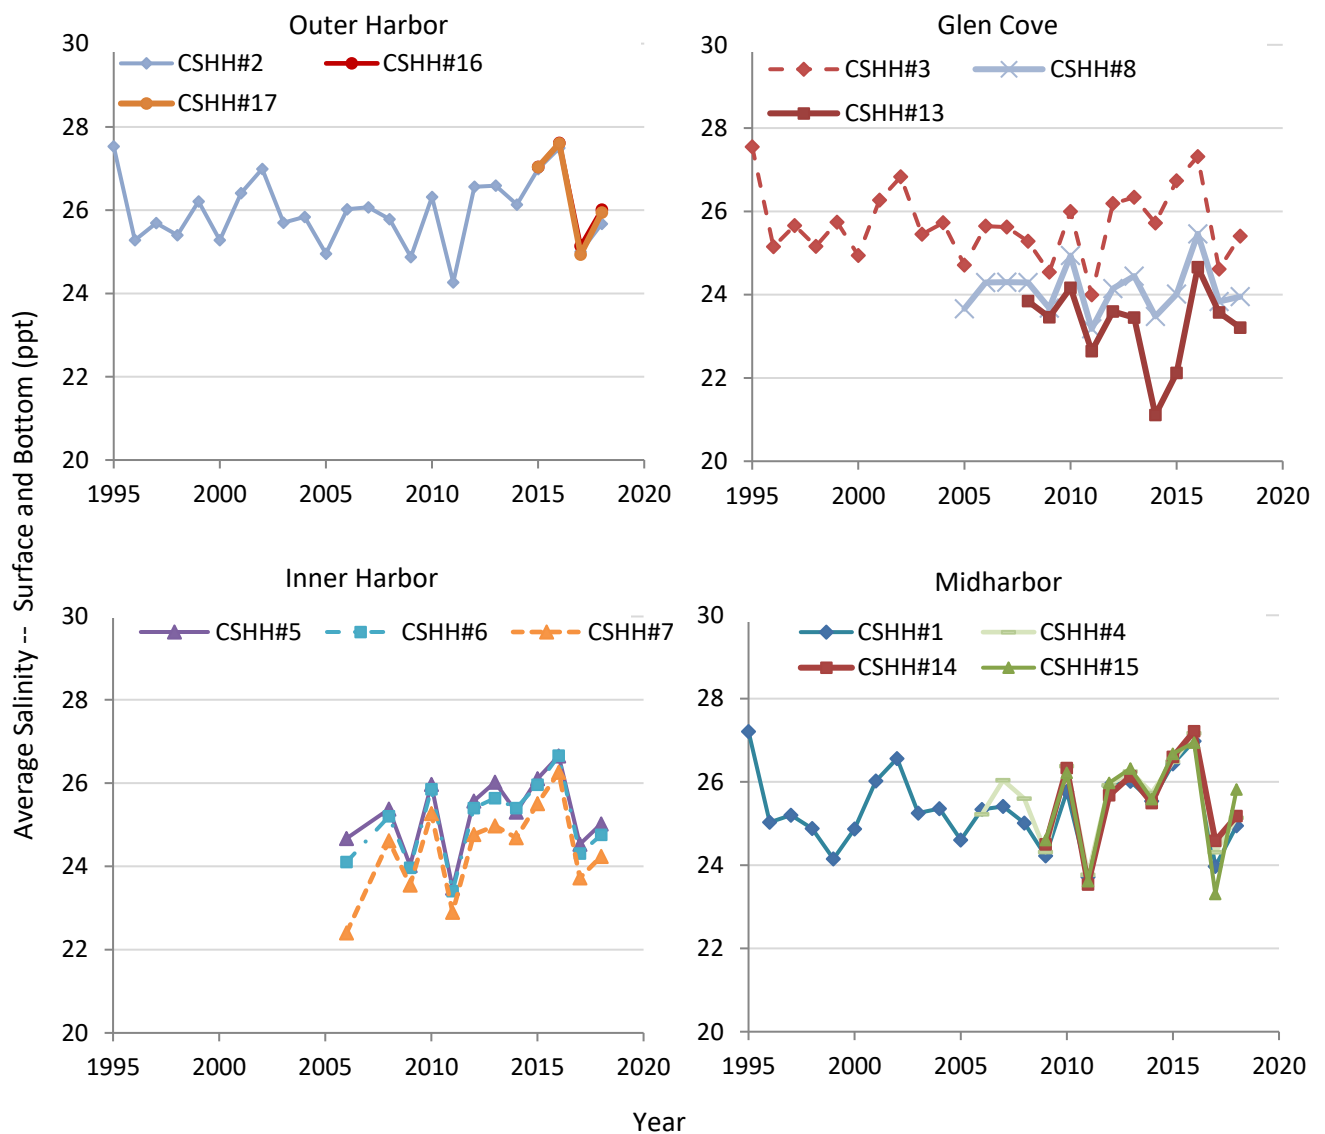 Outer Harbor
30
CSHH#2 CSHH#16
CSHH#17
28
26
24
22
20
1995 2000 2005 2010 2015 2020
Glen Cove
30
CSHH#3 CSHH#8
CSHH#13
28
26
24
22
20
1995 2000 2005 2010 2015 2020
Average Salinity -- Surface and Bottom (ppt)
Inner Harbor
30
CSHH#5 CSHH#6 CSHH#7
28
26
24
22
20
1995 2000 2005 2010 2015 2020
Midharbor
30
CSHH#1 CSHH#4
CSHH#14 CSHH#15
28
26
24
22
20
1995 2000 2005 2010 2015 2020
Year